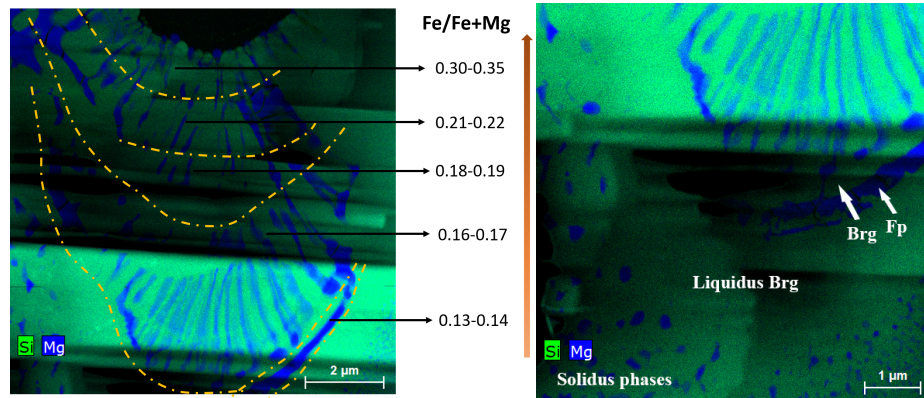 Fe/Fe+Mg
0.30-0.35
0.21-0.22
0.18-0.19
0.16-0.17
0.13-0.14
Si Mg
2 µm
Brg
Fp
Liquidus Brg
Si Mg
Solidus phases
1 µm